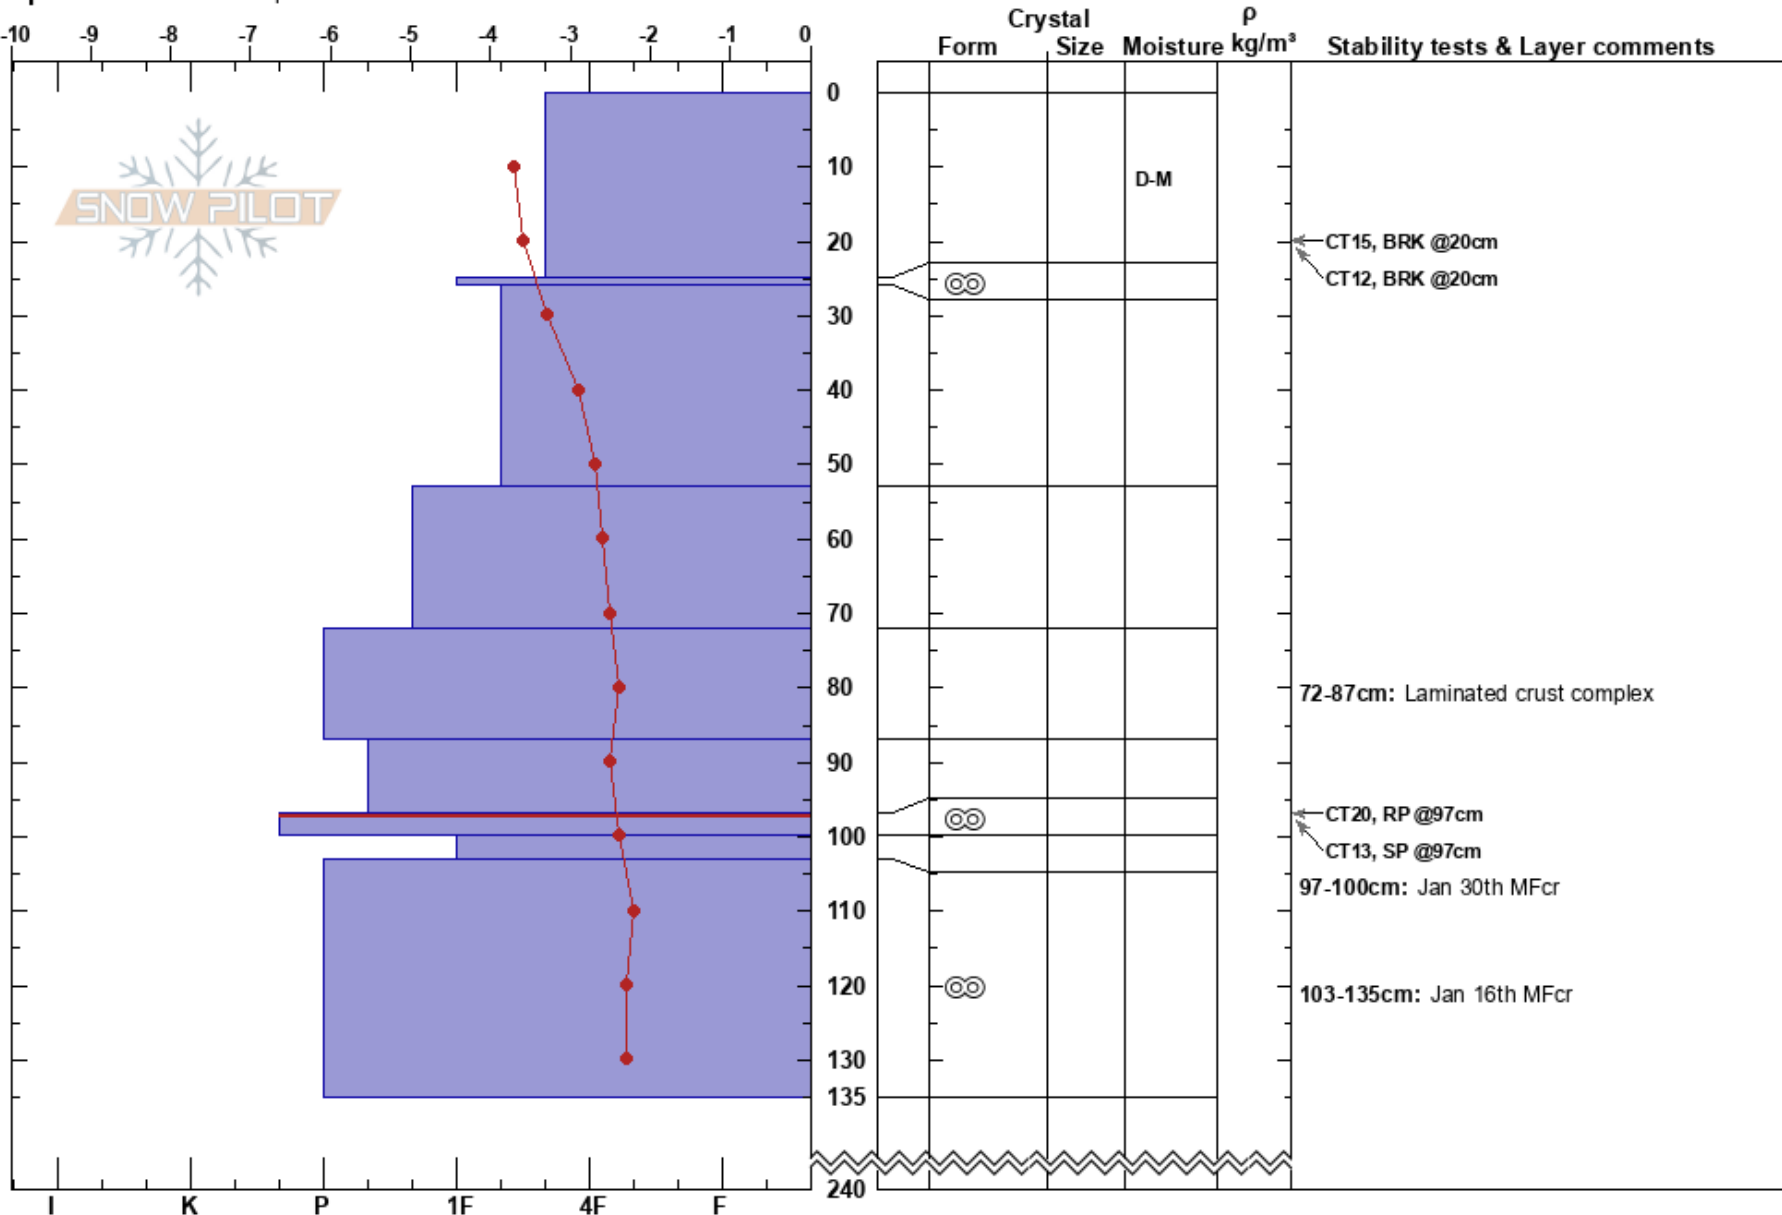 Crystal ρ
-10 -9 -8 -7 -6 -5 -4 -3 -2 -1 0 Form Size Moisture kg/m³ Stability tests & Layer comments
0
SNOW PILOT
10
D-M
20 CT15, BRK @20cm
CT12, BRK @20cm
30
40
50
60
70
80 72-87cm: Laminated crust complex
90
CT20, RP @97cm
100
CT13, SP @97cm
97-100cm: Jan 30th MFcr
110
120 103-135cm: Jan 16th MFcr
130
135
240
I K P 1F 4F F